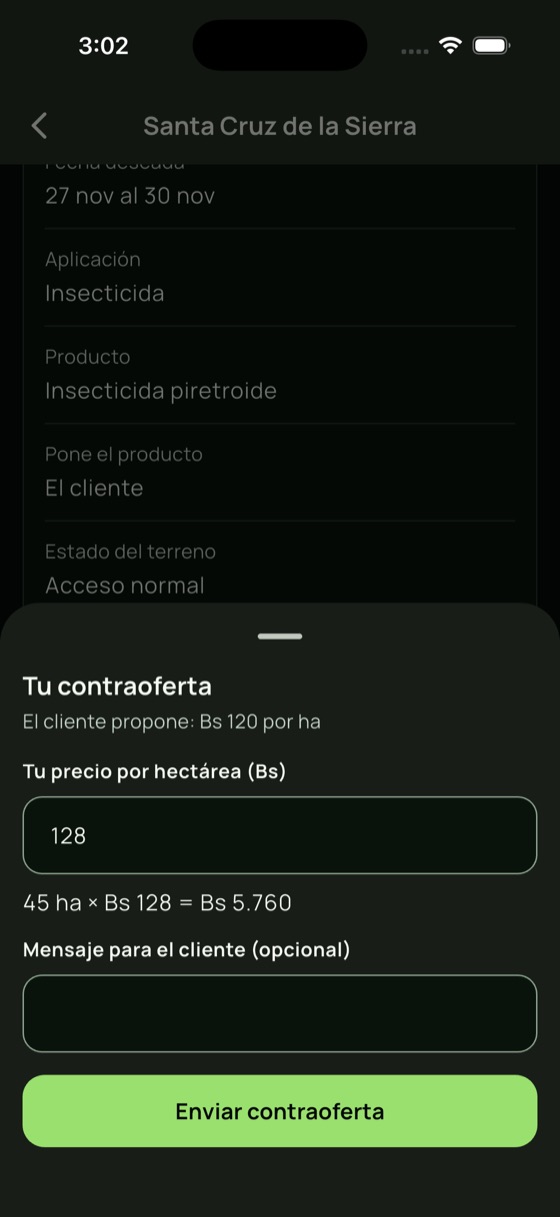 3:02
Santa Cruz de la Sierra
Fecha deseada
27 nov al 30 nov
Aplicación
Insecticida
Producto
Insecticida piretroide
Pone el producto
El cliente
Estado del terreno
Acceso normal
Tu contraoferta
El cliente propone: Bs 120 por ha
Tu precio por hectárea (Bs)
128
45 ha × Bs 128 = Bs 5.760
Mensaje para el cliente (opcional)
Enviar contraoferta